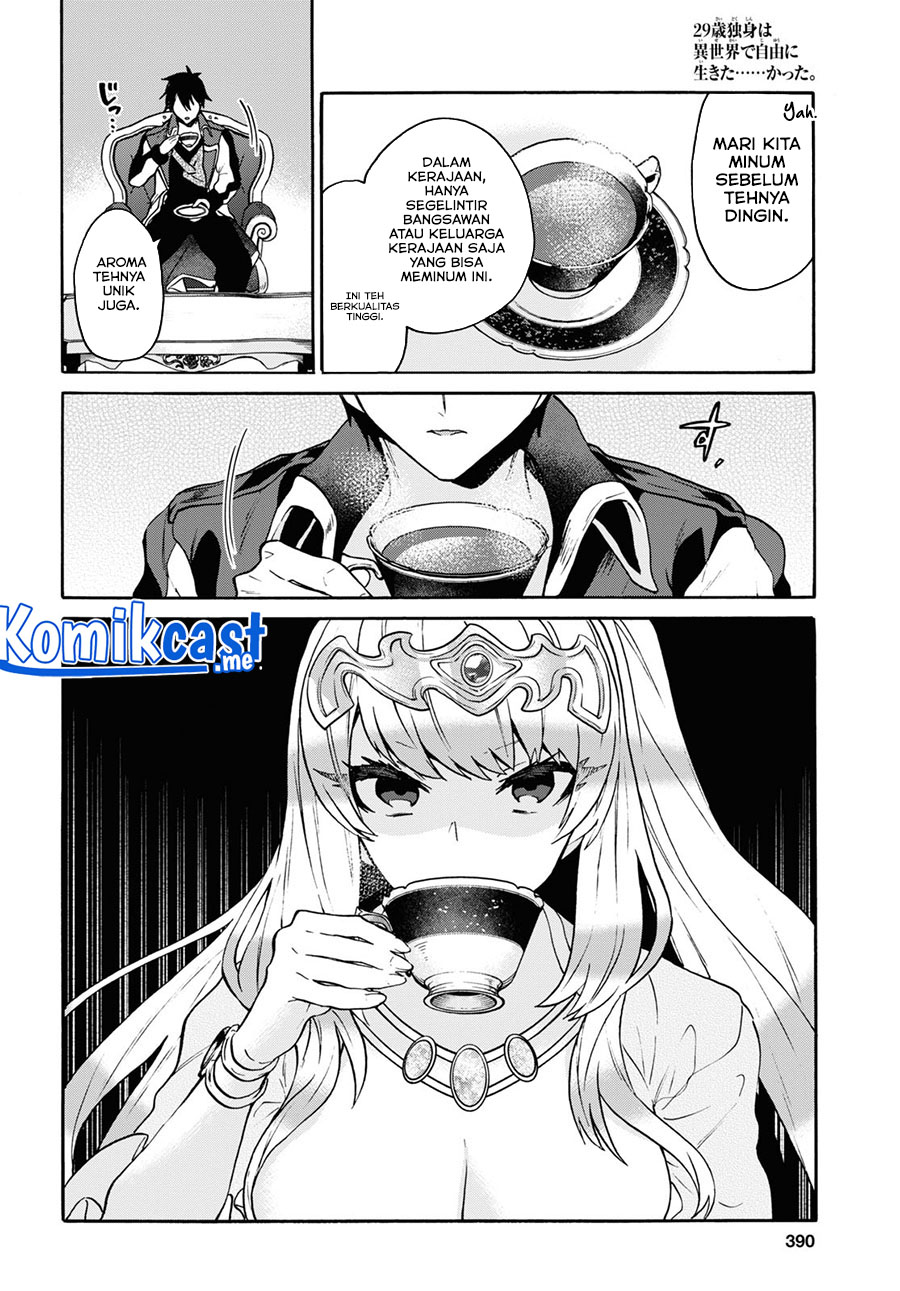 29歳独身は
異世界で自由に
生きた……かった。
Yah.
MARI KITA
MINUM
SEBELUM
TEHNYA
DINGIN.
DALAM
KERAJAAN,
HANYA
SEGELINTIR
BANGSAWAN
ATAU KELUARGA
KERAJAAN SAJA
YANG BISA
MEMINUM INI.
INI TEH
BERKUALITAS
TINGGI.
じっ…
AROMA
TEHNYA
UNIK
JUGA.
す、
Komikcast
.me
390